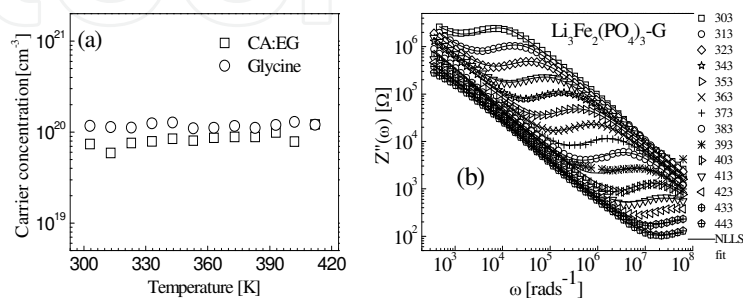 (a)
CA:EG
Glycine
Carrier concentration[cm-3]
10^21
10^20
10^19
300 330 360 390 420
Temperature [K]
(b)
Li3Fe2(PO4)3-G
Z''(ω) [Ω]
10^6
10^5
10^4
10^3
10^2
10^3 10^4 10^5 10^6 10^7 10^8
ω [rads-1]
303
313
323
343
353
363
373
383
393
403
413
423
433
443
NLLS
fit